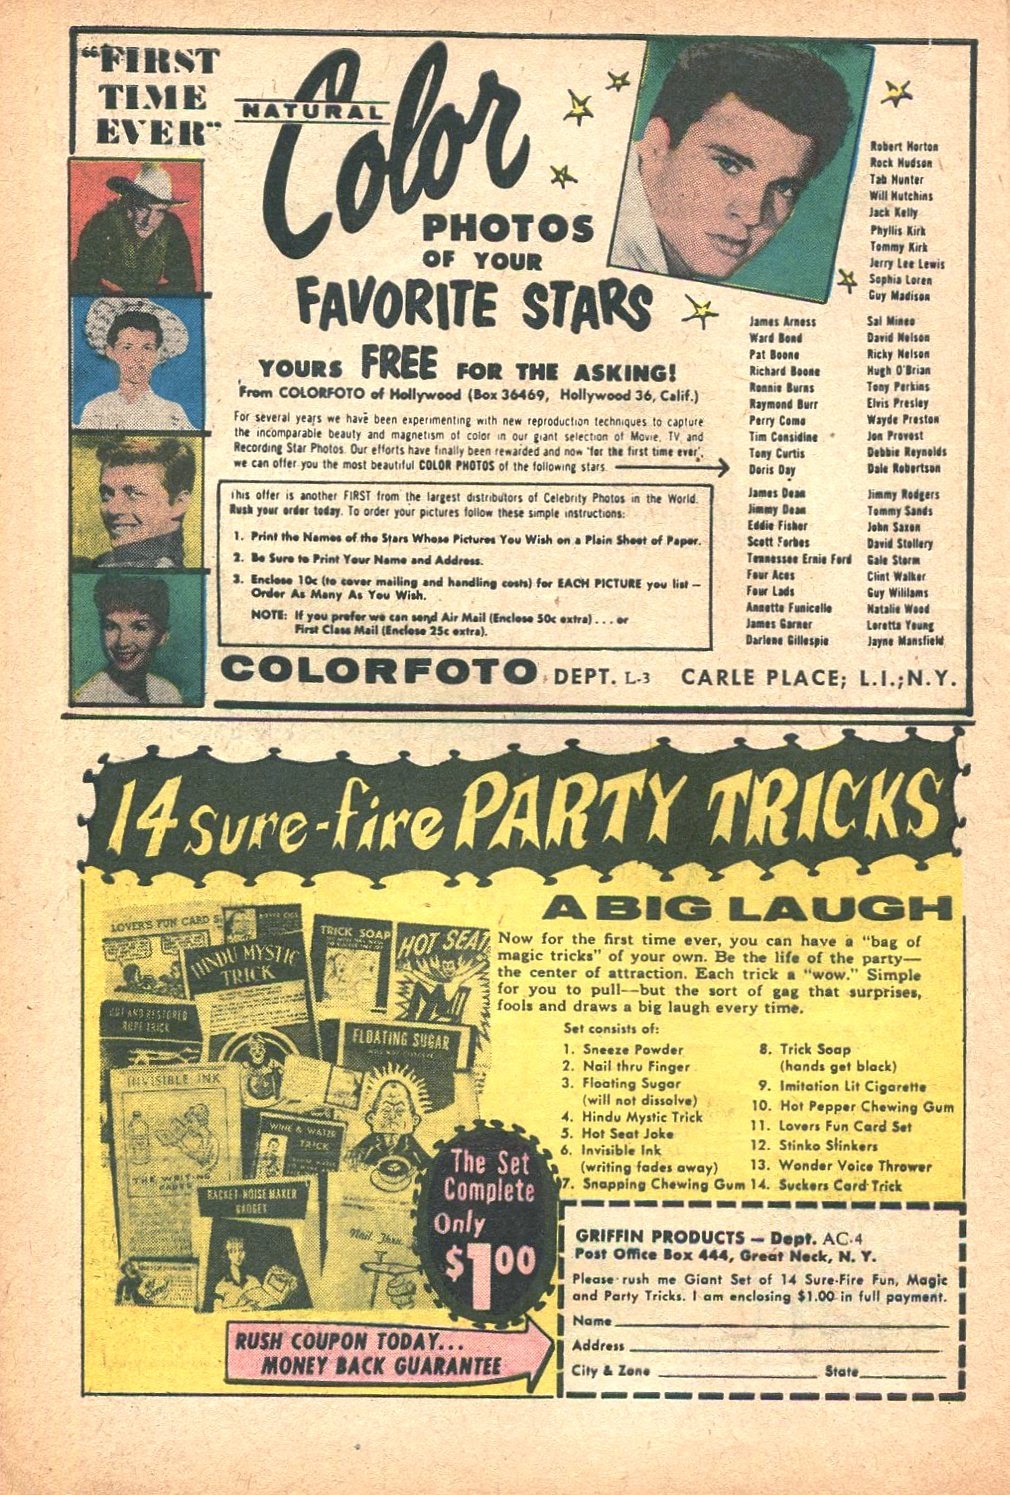 "FIRST
TIME
EVER"
NATURAL
Color
PHOTOS
OF YOUR
FAVORITE STARS
YOURS FREE FOR THE ASKING!
From COLORFOTO of Hollywood (Box 36469, Hollywood 36, Calif.)
For several years we have been experimenting with new reproduction techniques to capture
the incomparable beauty and magnetism of color in our giant selection of Movie, TV, and
Recording Star Photos. Our efforts have finally been rewarded and now 'for the first time ever',
we can offer you the most beautiful COLOR PHOTOS of the following stars
This offer is another FIRST from the largest distributors of Celebrity Photos in the World.
Rush your order today. To order your pictures follow these simple instructions:
1. Print the Names of the Stars Whose Pictures You Wish on a Plain Sheet of Paper.
2. Be Sure to Print Your Name and Address.
3. Enclose 10c (to cover mailing and handling costs) for EACH PICTURE you list —
Order As Many As You Wish.
NOTE: If you prefer we can send Air Mail (Enclose 50c extra) . . . or
First Class Mail (Enclose 25c extra).
Robert Horton
Rock Hudson
Tab Hunter
Will Hutchins
Jack Kelly
Phyllis Kirk
Tommy Kirk
Jerry Lee Lewis
Sophia Loren
Guy Madison
James Arness
Ward Bond
Pat Boone
Richard Boone
Ronnie Burns
Raymond Burr
Perry Como
Tim Considine
Tony Curtis
Doris Day
James Dean
Jimmy Dean
Eddie Fisher
Scott Forbes
Tennessee Ernie Ford
Four Aces
Four Lads
Annette Funicello
James Garner
Darlene Gillespie
Sal Mineo
David Nelson
Ricky Nelson
Hugh O'Brian
Tony Perkins
Elvis Presley
Wayde Preston
Jon Provost
Debbie Reynolds
Dale Robertson
Jimmy Rodgers
Tommy Sands
John Saxon
David Stollery
Gale Storm
Clint Walker
Guy Wililams
Natalie Wood
Loretta Young
Jayne Mansfield
COLORFOTO DEPT. L-3 CARLE PLACE; L.I.;N.Y.
14 sure-fire PARTY TRICKS
A BIG LAUGH
Now for the first time ever, you can have a "bag of
magic tricks" of your own. Be the life of the party—
the center of attraction. Each trick a "wow." Simple
for you to pull--but the sort of gag that surprises,
fools and draws a big laugh every time.
Set consists of:
1. Sneeze Powder
2. Nail thru Finger
3. Floating Sugar
(will not dissolve)
4. Hindu Mystic Trick
5. Hot Seat Joke
6. Invisible Ink
(writing fades away)
7. Snapping Chewing Gum
8. Trick Soap
(hands get black)
9. Imitation Lit Cigarette
10. Hot Pepper Chewing Gum
11. Lovers Fun Card Set
12. Stinko Stinkers
13. Wonder Voice Thrower
14. Suckers Card Trick
LOVER'S FUN CARD S
HINDU MYSTIC
TRICK
TRICK SOAP
HOT SEAT
CUT AND RESTORED
ROPE TRICK
FLOATING SUGAR
INVISIBLE INK
WINE & WATER
TRICK
RACKET-NOISE MAKER
GADGET
Nail Thru
The Set
Complete
Only
$1.00
RUSH COUPON TODAY...
MONEY BACK GUARANTEE
GRIFFIN PRODUCTS — Dept. AC-4
Post Office Box 444, Great Neck, N. Y.
Please rush me Giant Set of 14 Sure-Fire Fun, Magic
and Party Tricks. I am enclosing $1.00 in full payment.
Name
Address
City & Zone State